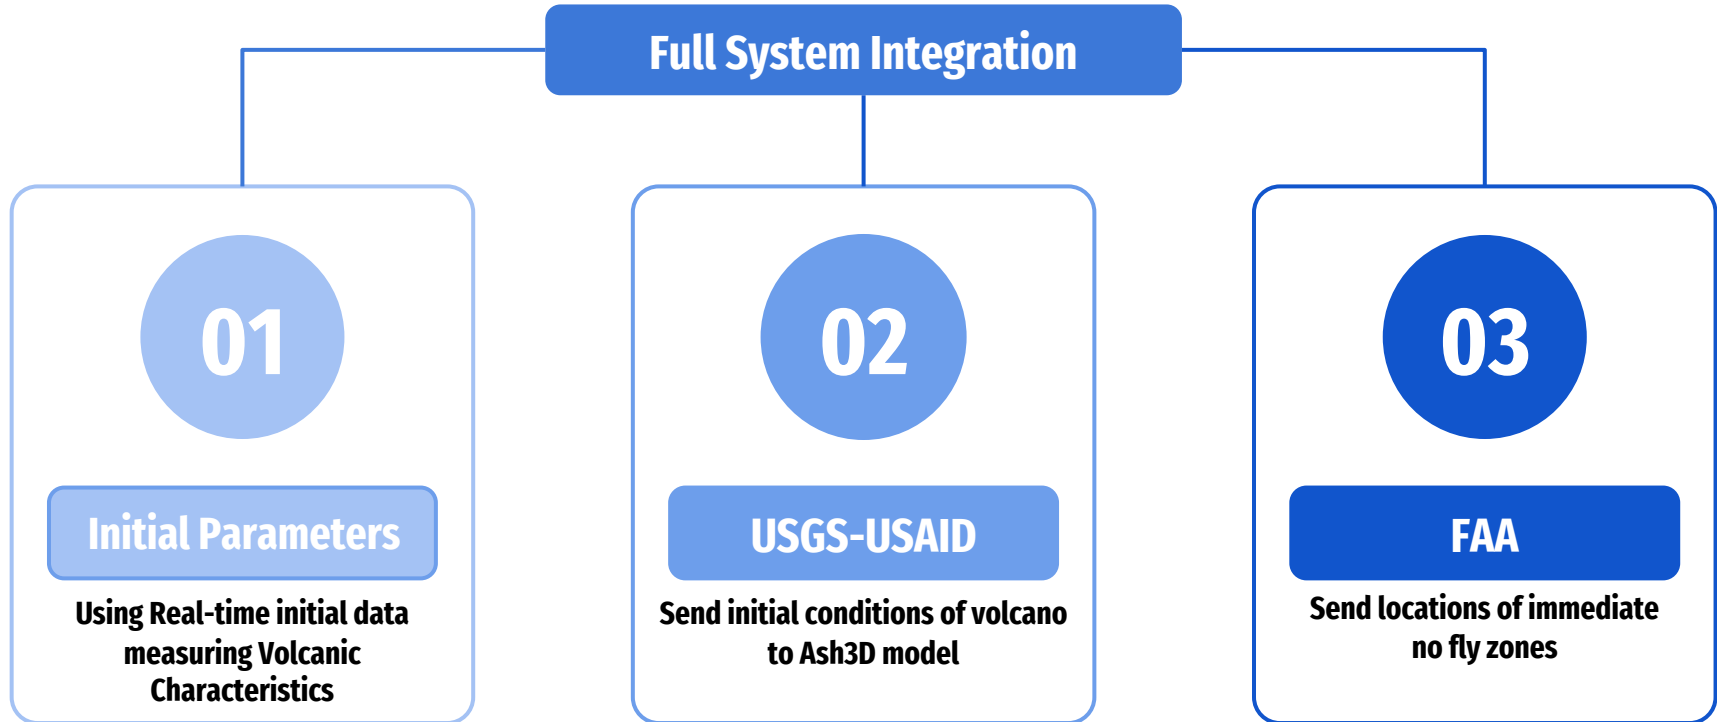 Full System Integration
01
Initial Parameters
Using Real-time initial data
measuring Volcanic
Characteristics
02
USGS-USAID
Send initial conditions of volcano
to Ash3D model
03
FAA
Send locations of immediate
no fly zones